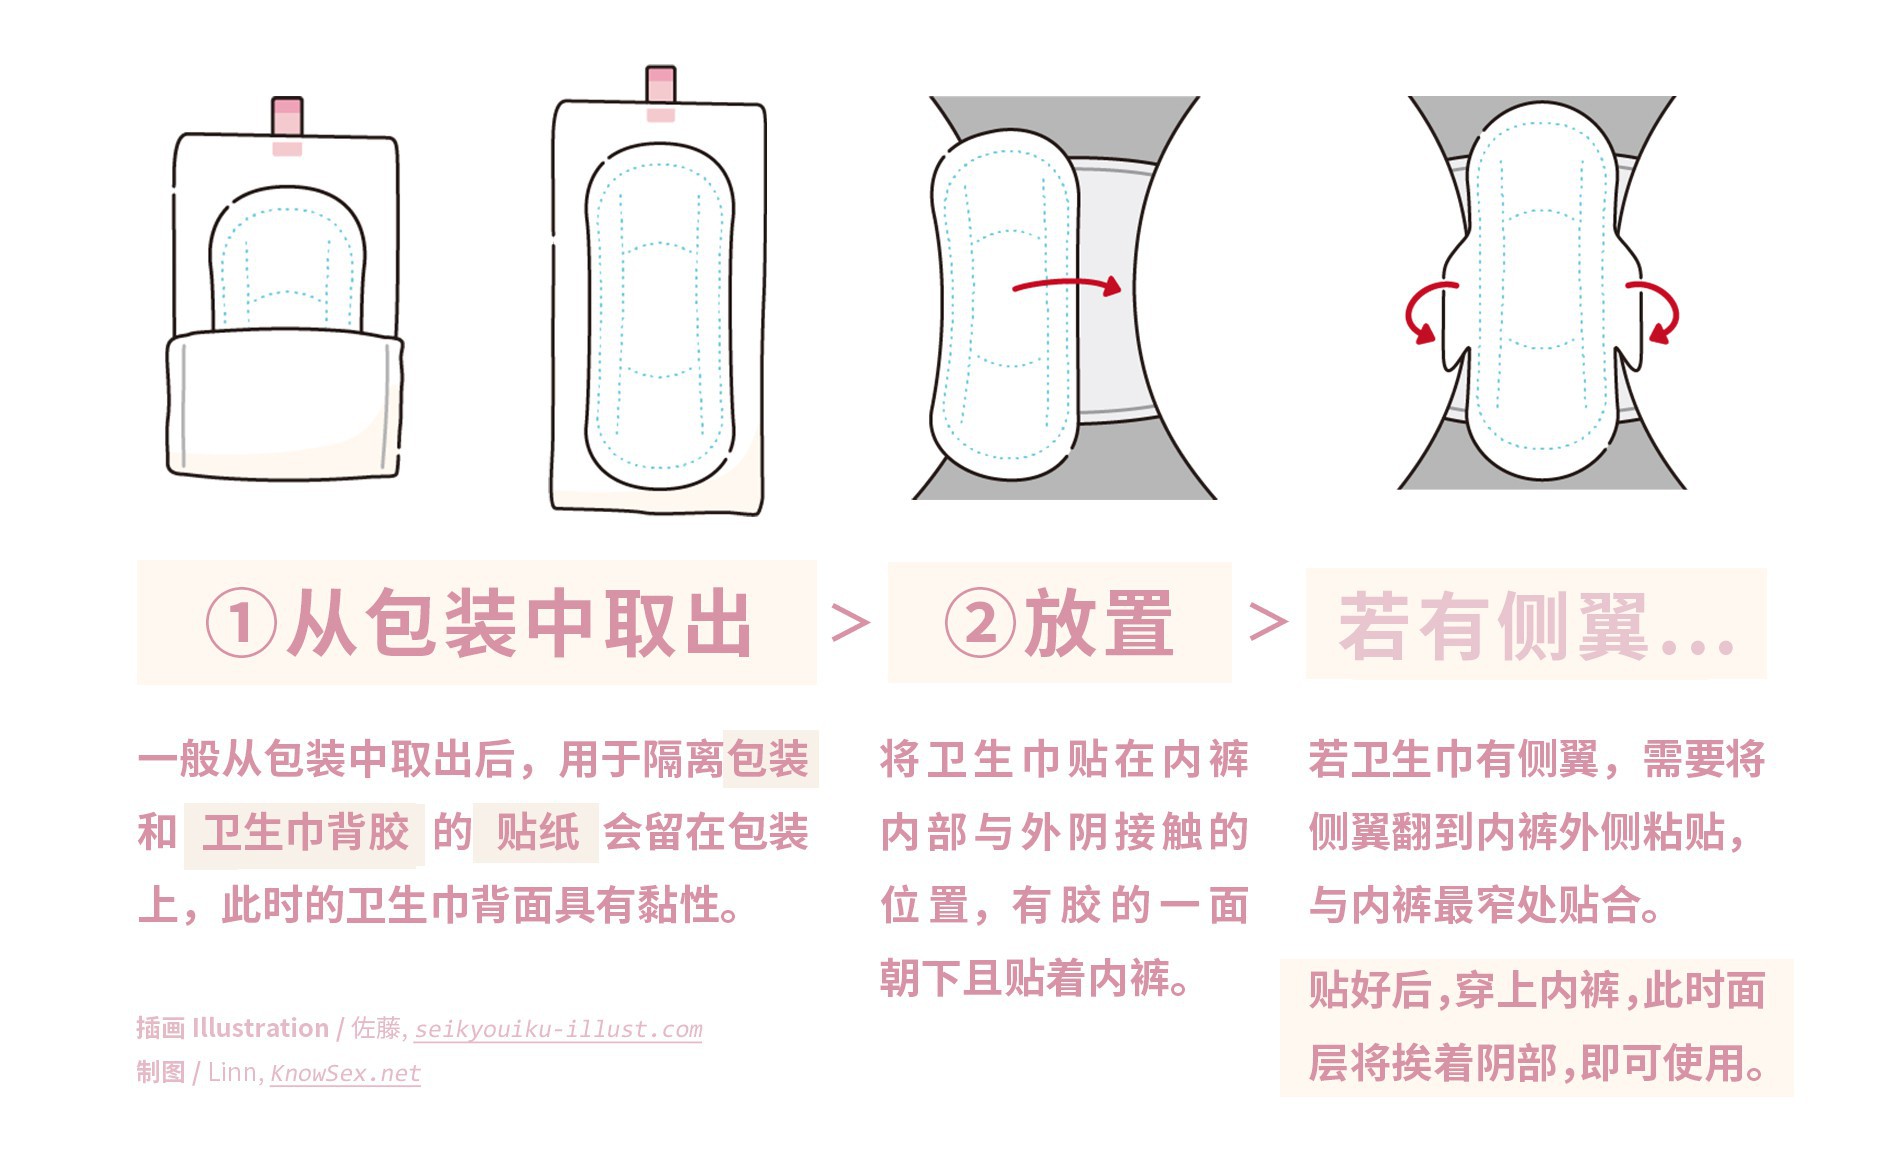 ①从包装中取出 > ②放置 > 若有侧翼...
一般从包装中取出后，用于隔离包装
和 卫生巾背胶 的 贴纸 会留在包装
上，此时的卫生巾背面具有黏性。
将卫生巾贴在内裤
内部与外阴接触的
位置，有胶的一面
朝下且贴着内裤。
若卫生巾有侧翼，需要将
侧翼翻到内裤外侧粘贴，
与内裤最窄处贴合。
贴好后，穿上内裤，此时面
层将挨着阴部，即可使用。
插画 Illustration / 佐藤, seikyouiku-illust.com
制图 / Linn, KnowSex.net